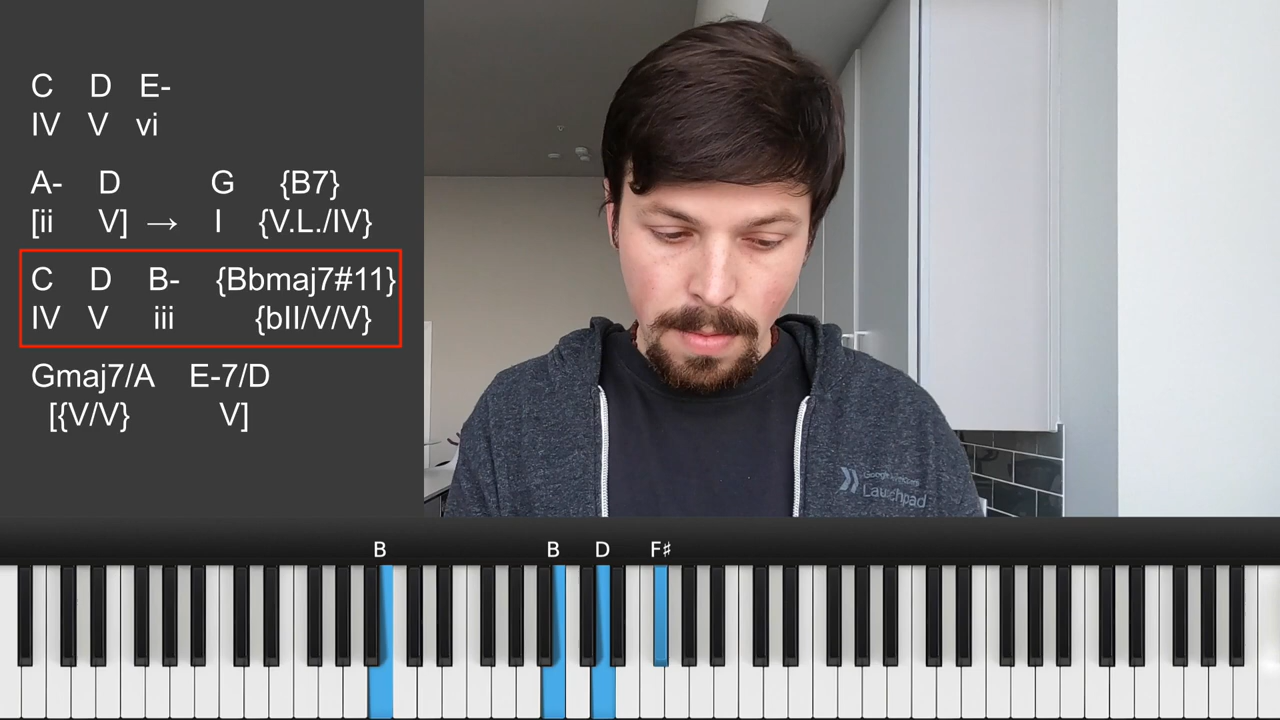 C D E-
IV V vi
A- D G {B7}
[ii V] → I {V.L./IV}
C D B- {Bbmaj7#11}
IV V iii {bII/V/V}
Gmaj7/A E-7/D
[{V/V} V]
Launchpad
B B D F♯